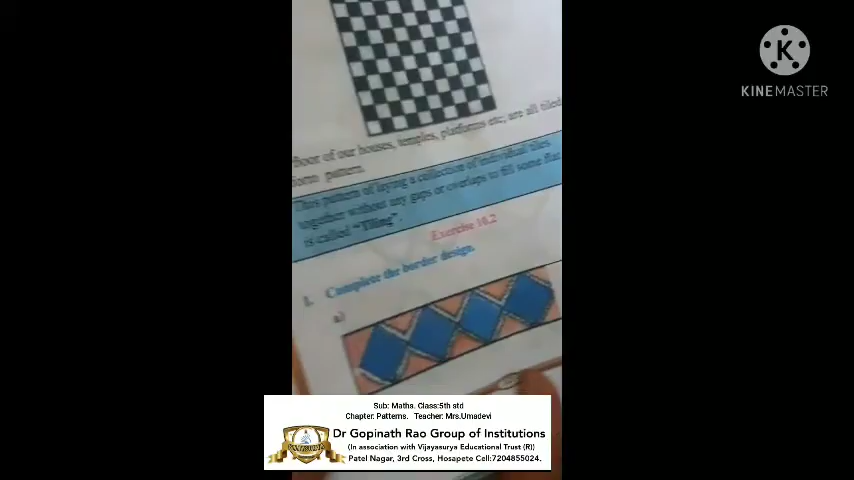 KINEMASTER
floor of our houses, temples, platforms etc, are all tiled
form pattern.
This pattern of laying a collection of individual tiles
together without any gaps or overlaps to fill some flat
is called "Tiling".
Exercise 10.2
1. Complete the border design.
a)
Sub: Maths. Class:5th std
Chapter: Patterns. Teacher: Mrs.Umadevi
Dr Gopinath Rao Group of Institutions
(In association with Vijayasurya Educational Trust (R))
Patel Nagar, 3rd Cross, Hosapete Cell:7204855024.